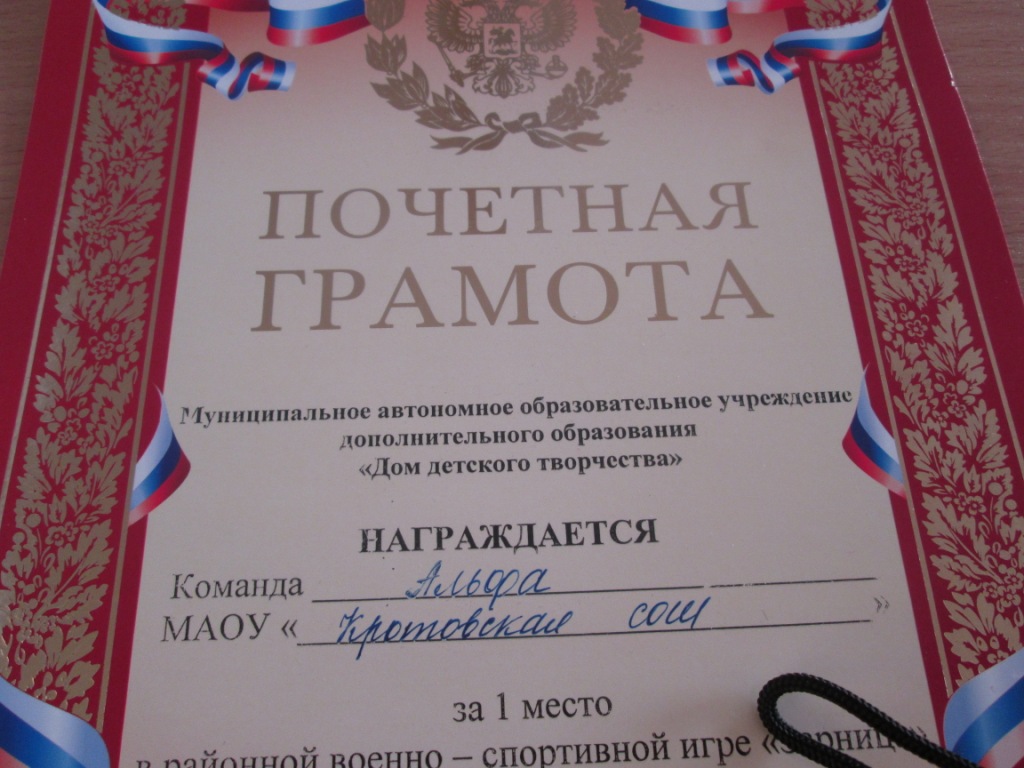 ПОЧЕТНАЯ
ГРАМОТА
Муниципальное автономное образовательное учреждение
дополнительного образования
«Дом детского творчества»
НАГРАЖДАЕТСЯ
Команда Альфа
МАОУ « Кротовская сош »
за 1 место
в районной военно – спортивной игре «зарница»